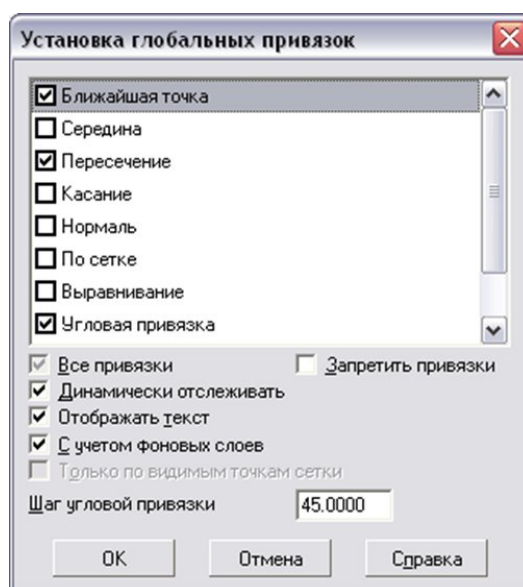 Установка глобальных привязок
Ближайшая точка
Середина
Пересечение
Касание
Нормаль
По сетке
Выравнивание
Угловая привязка
Все привязки Запретить привязки
Динамически отслеживать
Отображать текст
С учетом фоновых слоев
Только по видимым точкам сетки
Шаг угловой привязки 45.0000
OK Отмена Справка